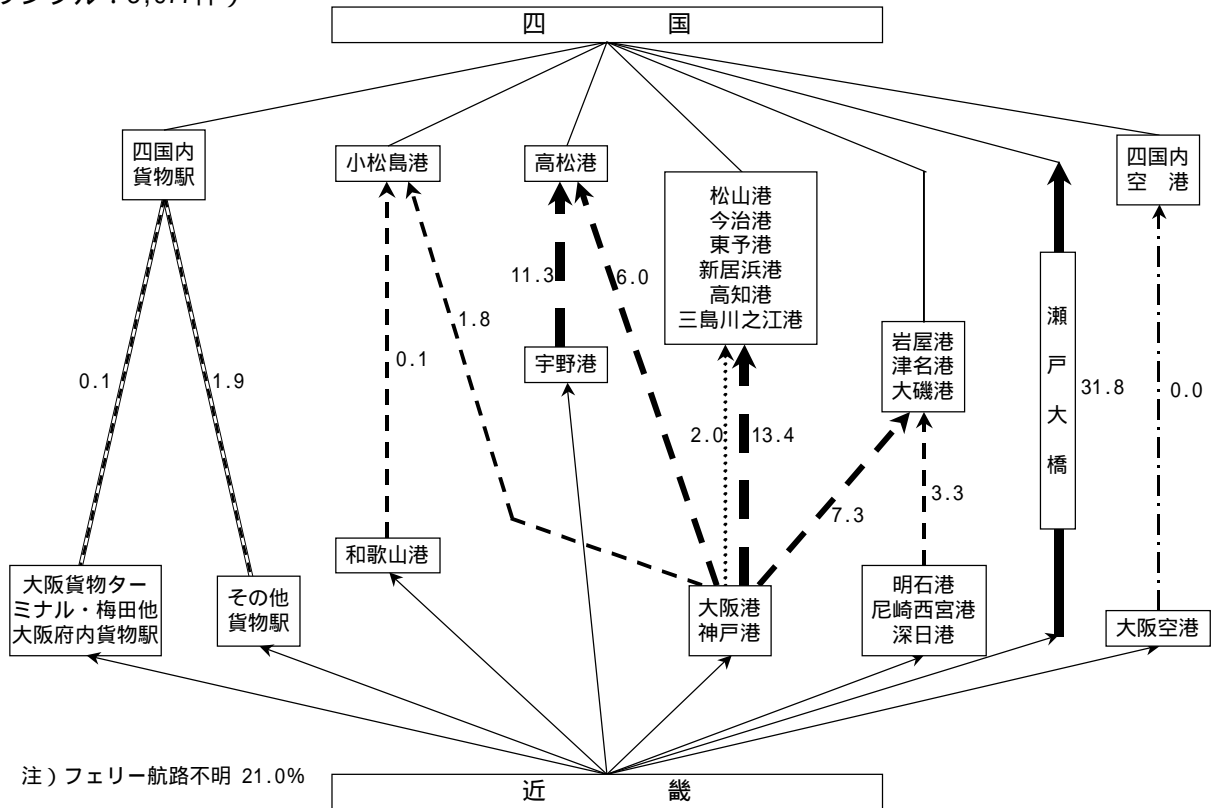 四 国
四国内
貨物駅
小松島港
高松港
松山港
今治港
東予港
新居浜港
高知港
三島川之江港
四国内
空 港
11.3
6.0
1.8
宇野港
岩屋港
津名港
大磯港
瀬戸大橋
31.8
0.0
0.1
1.9
0.1
2.0
13.4
7.3
3.3
和歌山港
大阪貨物ター
ミナル・梅田他
大阪府内貨物駅
その他
貨物駅
大阪港
神戸港
明石港
尼崎西宮港
深日港
大阪空港
注）フェリー航路不明 21.0%
近 畿